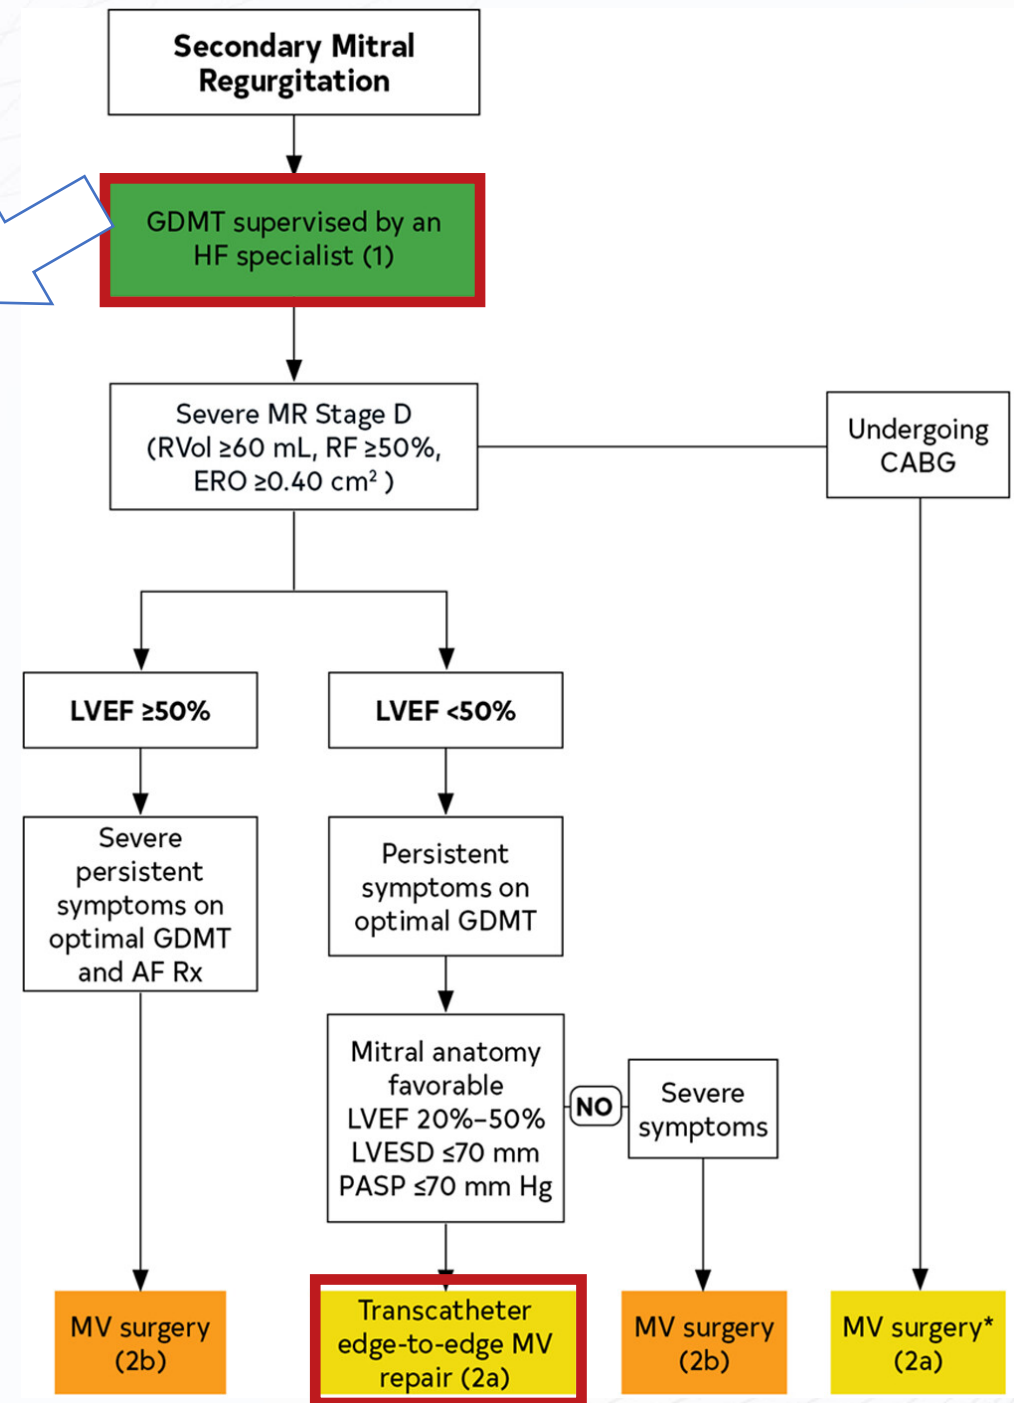 Secondary Mitral
Regurgitation
GDMT supervised by an
HF specialist (1)
Severe MR Stage D
(RVol ≥60 mL, RF ≥50%,
ERO ≥0.40 cm² )
Undergoing
CABG
LVEF ≥50%
LVEF <50%
Severe
persistent
symptoms on
optimal GDMT
and AF Rx
Persistent
symptoms on
optimal GDMT
Mitral anatomy
favorable
LVEF 20%–50%
LVESD ≤70 mm
PASP ≤70 mm Hg
NO
Severe
symptoms
MV surgery
(2b)
Transcatheter
edge-to-edge MV
repair (2a)
MV surgery
(2b)
MV surgery*
(2a)